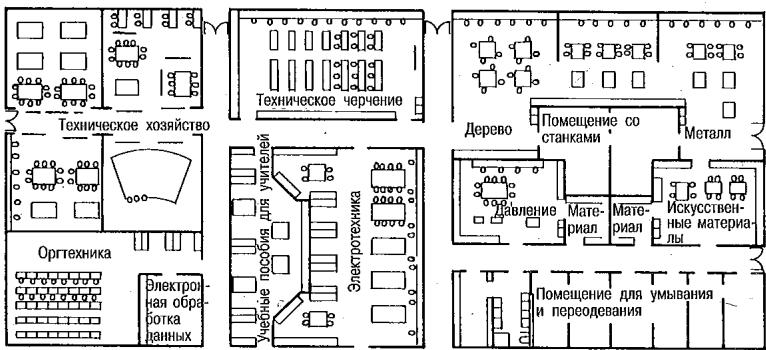 Техническое хозяйство
Оргтехника
Электрон-
ная обра-
ботка
данных
Техническое черчение
Учебные пособия для учителей
Электротехника
Дерево
Помещение со
станками
Металл
Давление
Мате-
риал
Мате-
риал
Искусствен-
ные материа-
лы
Помещение для умывания
и переодевания